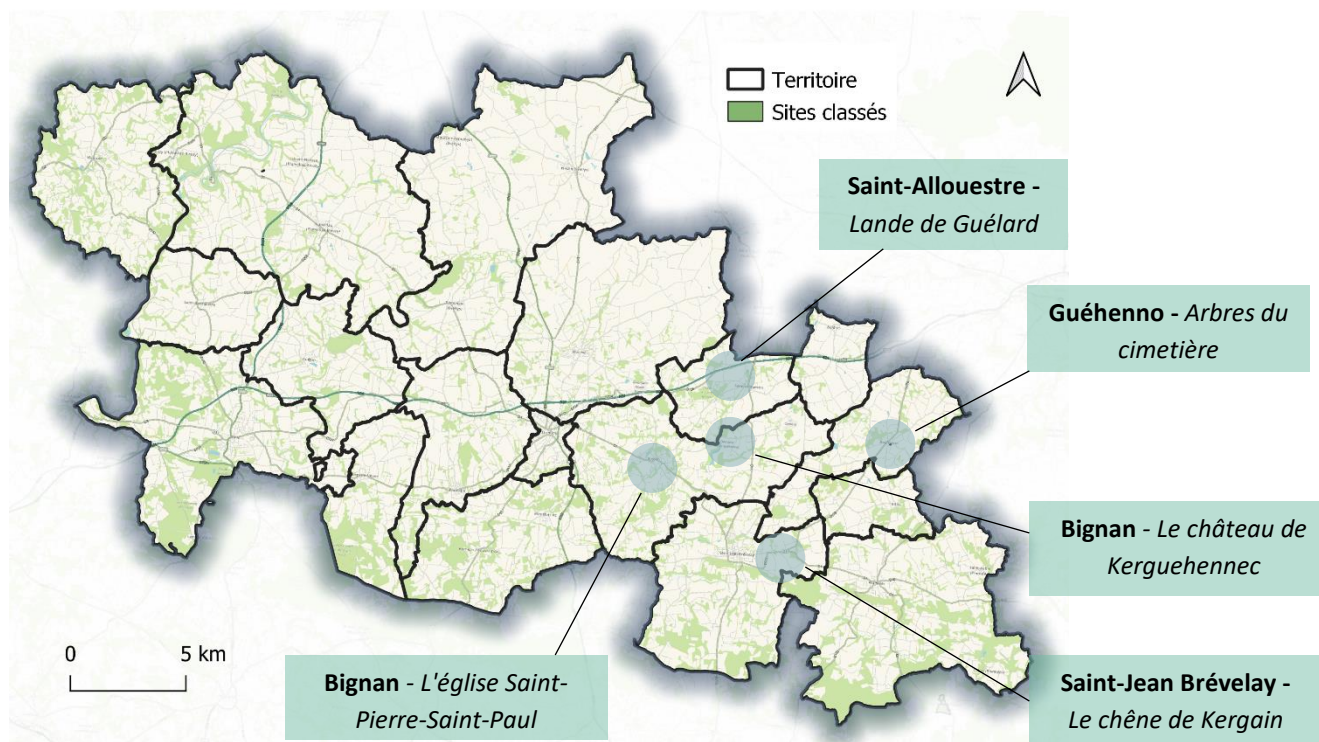 Territoire
Sites classés
Saint-Allouestre -
Lande de Guélard
Guéhenno - Arbres du
cimetière
Bignan - Le château de
Kerguehennec
Saint-Jean Brévelay -
Le chêne de Kergain
Bignan - L'église Saint-
Pierre-Saint-Paul
0 5 km